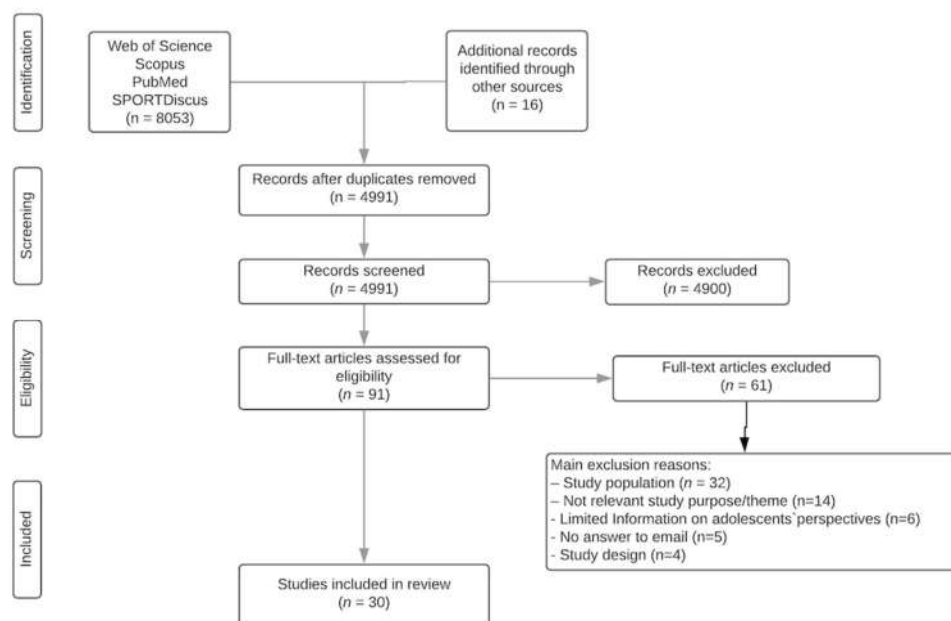 Identification
Web of Science
Scopus
PubMed
SPORTDiscus
(n = 8053)
Additional records
identified through
other sources
(n = 16)
Screening
Records after duplicates removed
(n = 4991)
Records screened
(n = 4991)
Records excluded
(n = 4900)
Eligibility
Full-text articles assessed for
eligibility
(n = 91)
Full-text articles excluded
(n = 61)
Main exclusion reasons:
– Study population (n = 32)
– Not relevant study purpose/theme (n=14)
- Limited Information on adolescents`perspectives (n=6)
- No answer to email (n=5)
- Study design (n=4)
Included
Studies included in review
(n = 30)